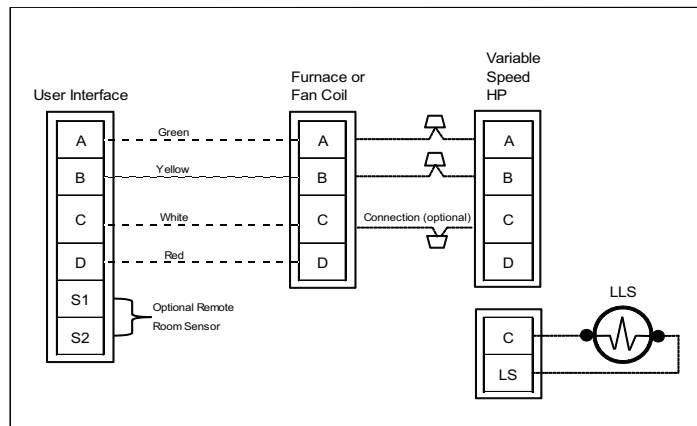 User Interface
Furnace or
Fan Coil
Variable
Speed
HP
A
Green
A
A
B
Yellow
B
B
C
White
C
Connection (optional)
C
D
Red
D
D
S1
S2
Optional Remote
Room Sensor
LLS
C
LS